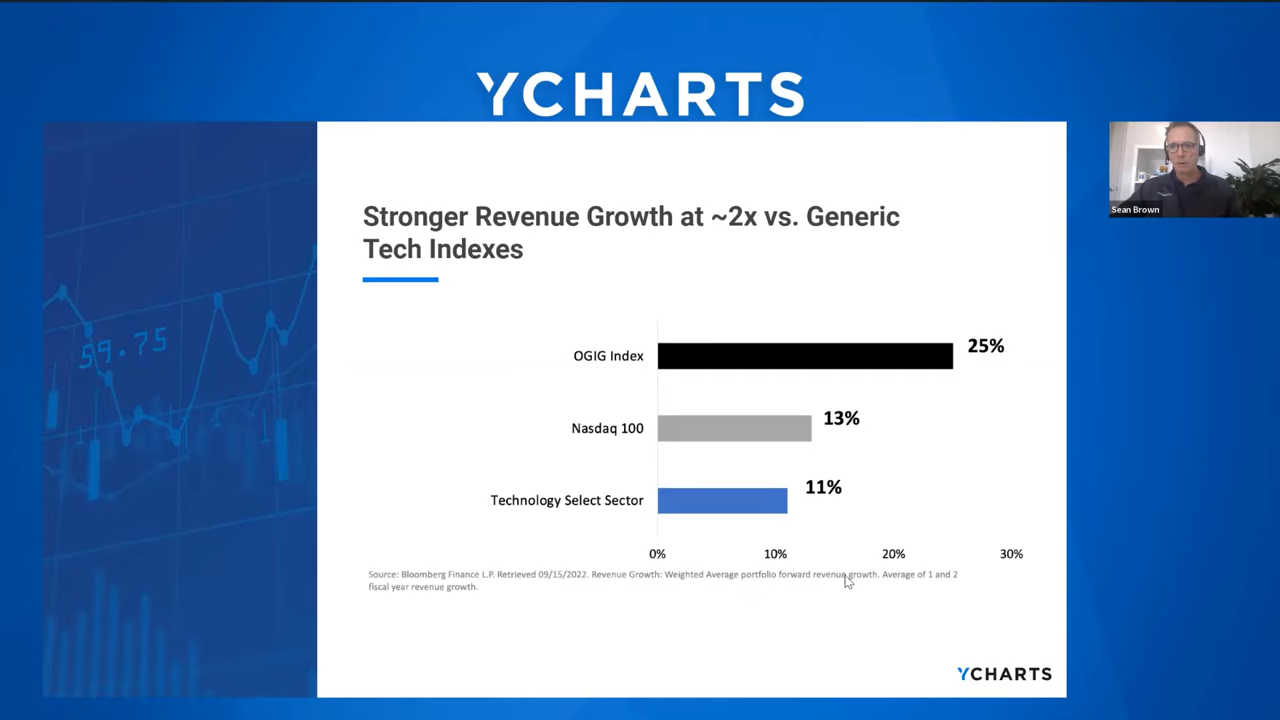 YCHARTS
Sean Brown
59.75
Stronger Revenue Growth at ~2x vs. Generic
Tech Indexes
OGIG Index
25%
Nasdaq 100
13%
Technology Select Sector
11%
0% 10% 20% 30%
Source: Bloomberg Finance L.P. Retrieved 09/15/2022. Revenue Growth: Weighted Average portfolio forward revenue growth. Average of 1 and 2
fiscal year revenue growth.
YCHARTS